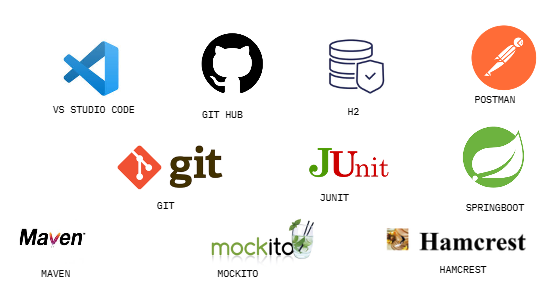 VS STUDIO CODE
GIT HUB
H2
POSTMAN
git
GIT
JUnit
JUNIT
SPRINGBOOT
Maven
MAVEN
mockito
MOCKITO
Hamcrest
HAMCREST